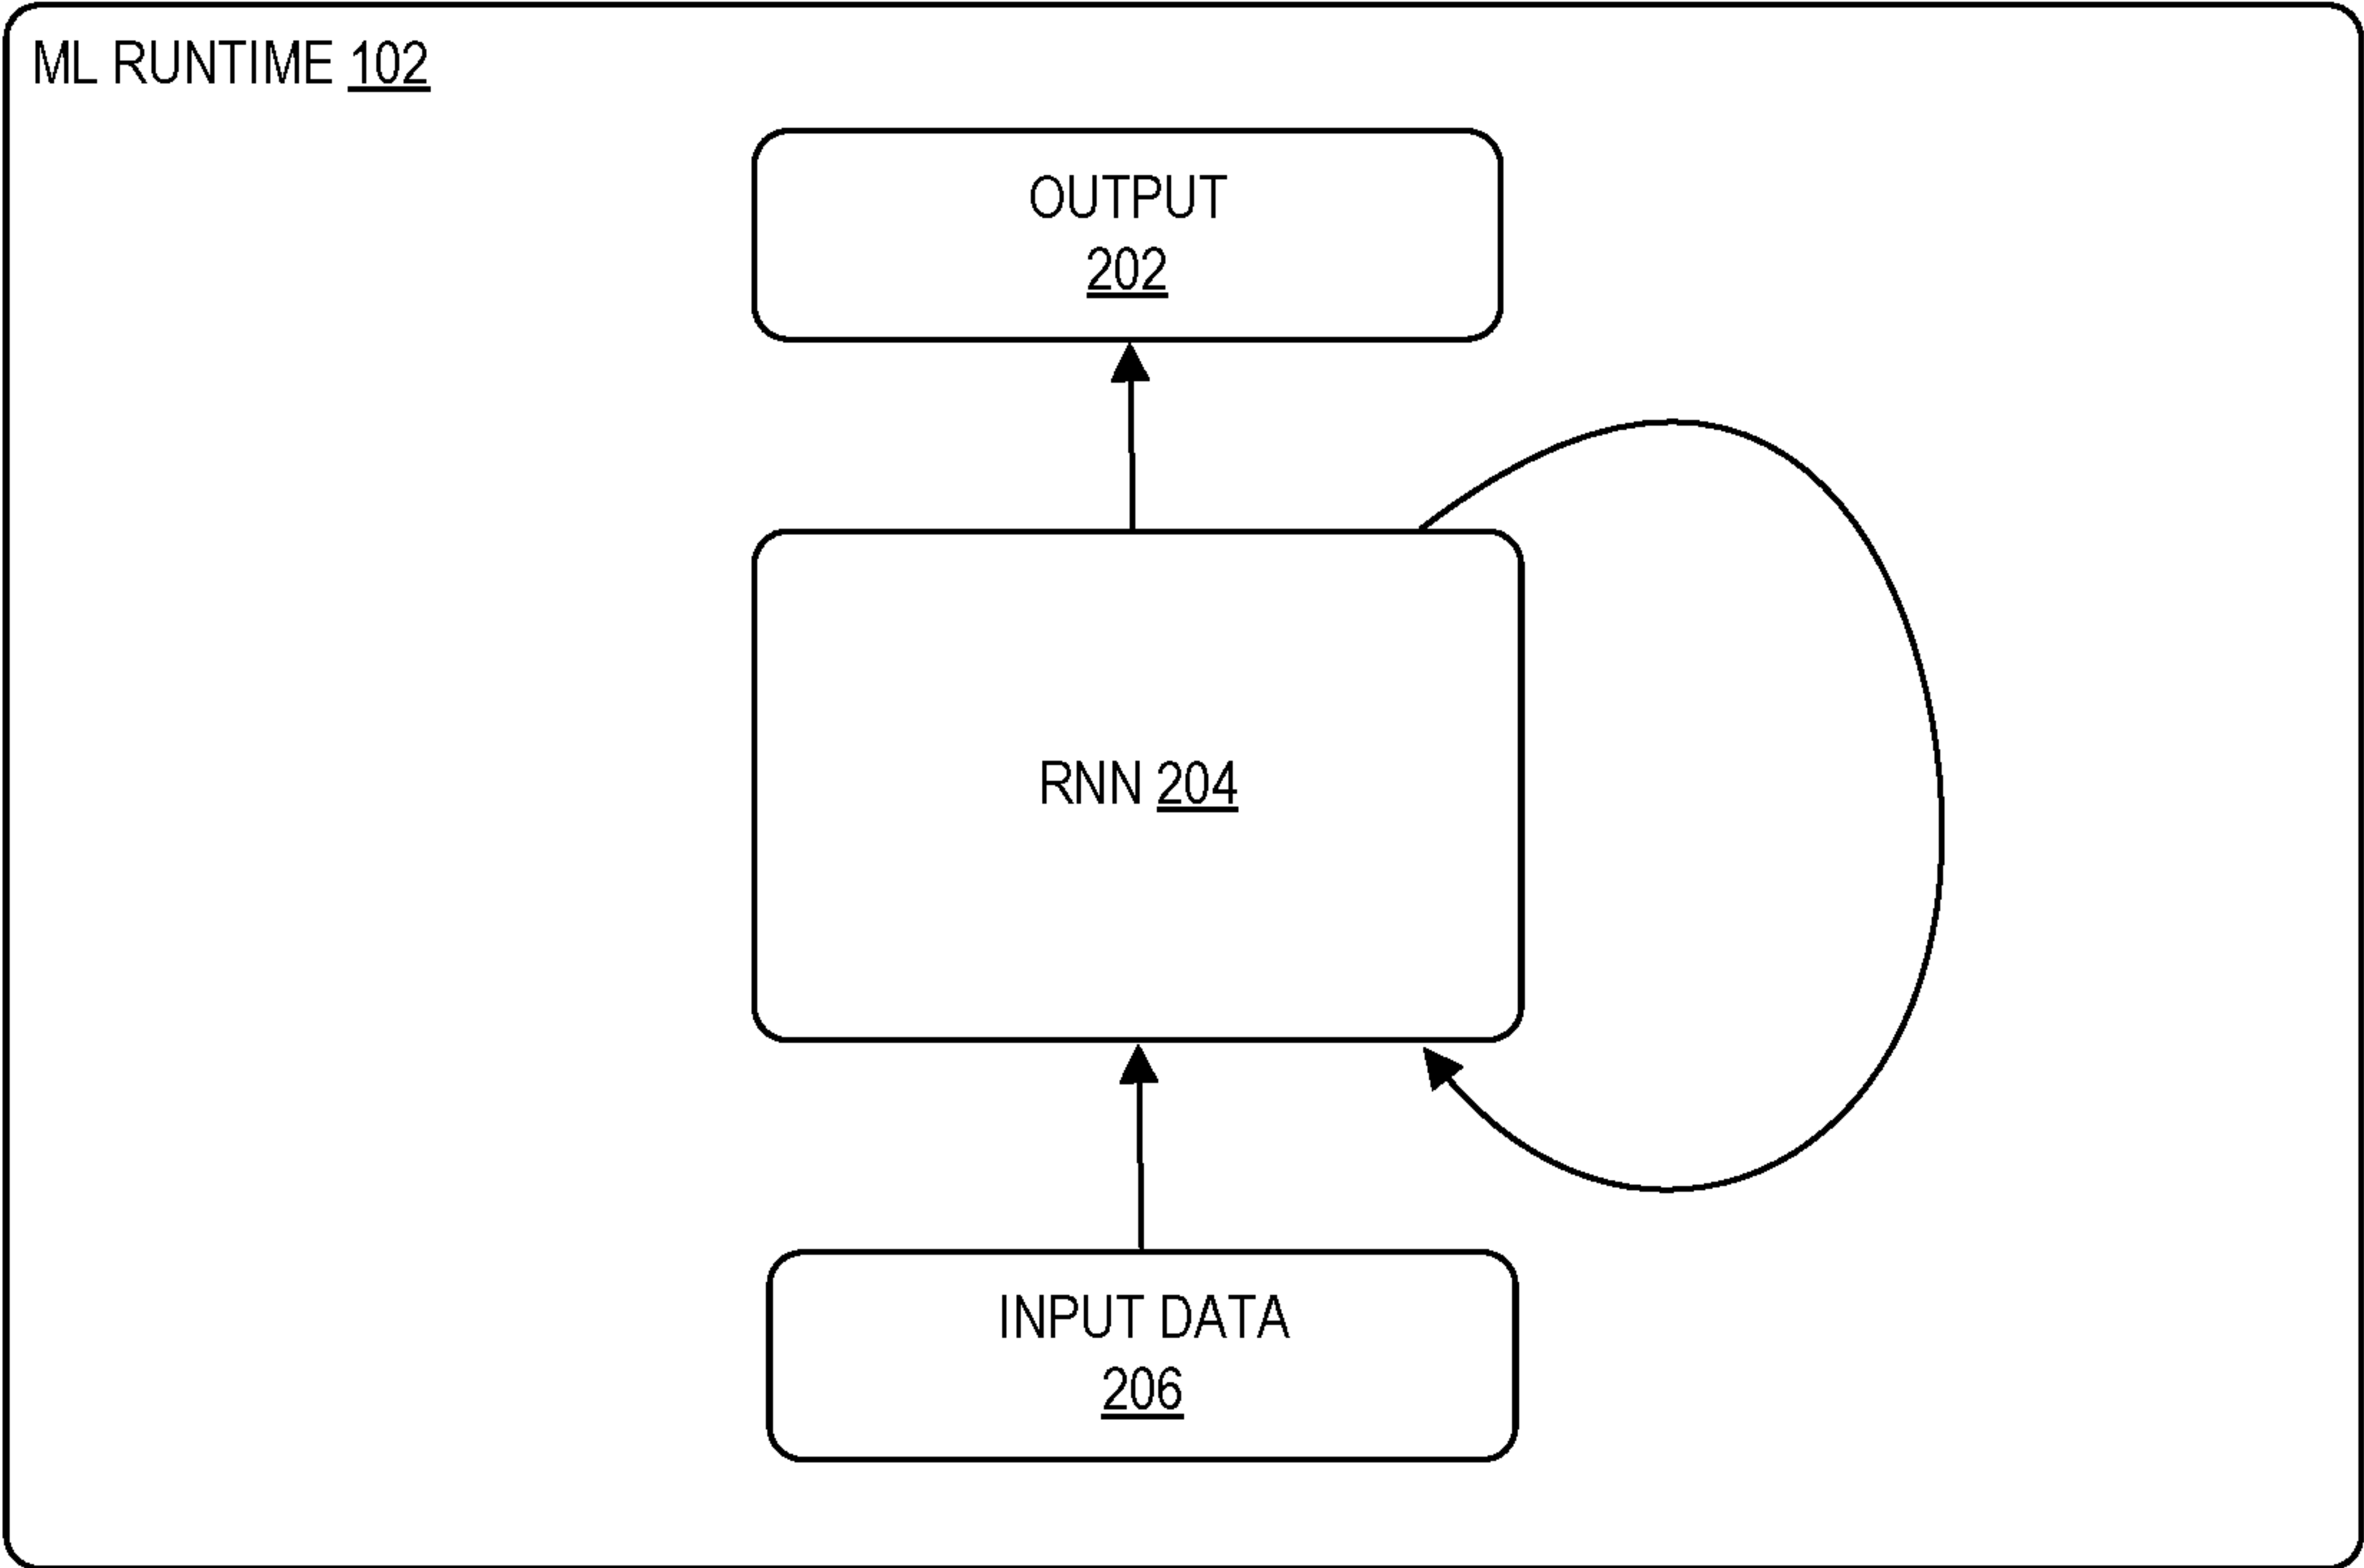 ML RUNTIME 102
OUTPUT
202
RNN 204
INPUT DATA
206